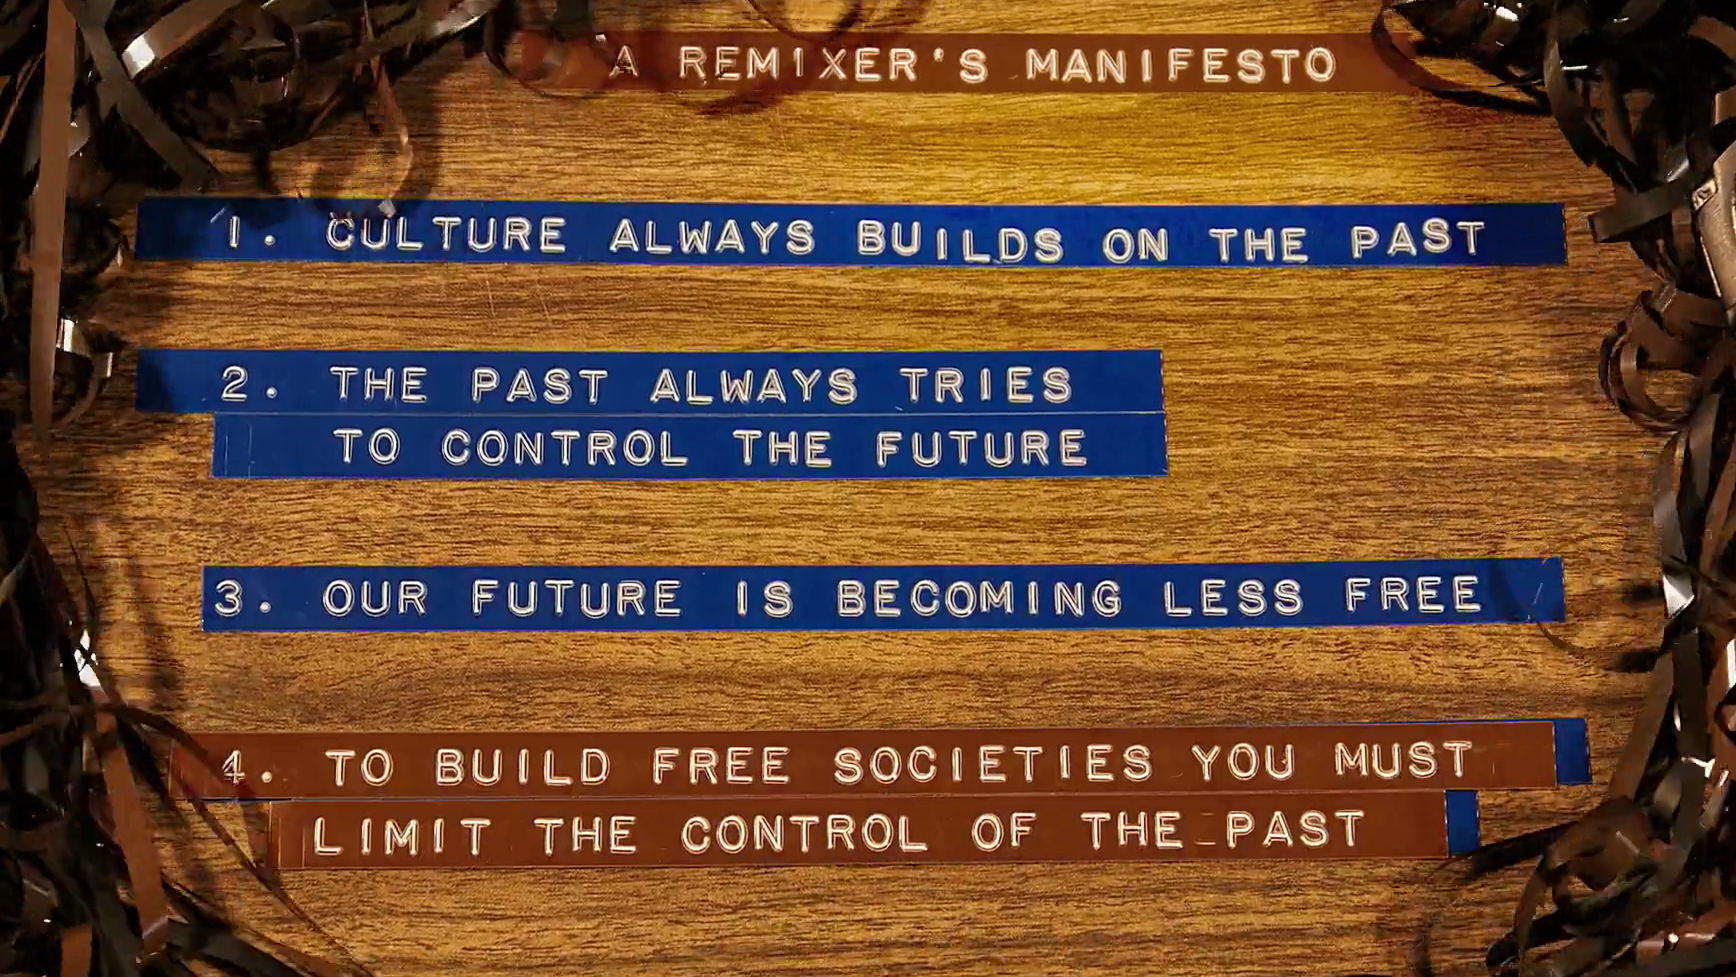 A REMIXER'S MANIFESTO
1. CULTURE ALWAYS BUILDS ON THE PAST
2. THE PAST ALWAYS TRIES
TO CONTROL THE FUTURE
3. OUR FUTURE IS BECOMING LESS FREE
4. TO BUILD FREE SOCIETIES YOU MUST
LIMIT THE CONTROL OF THE PAST